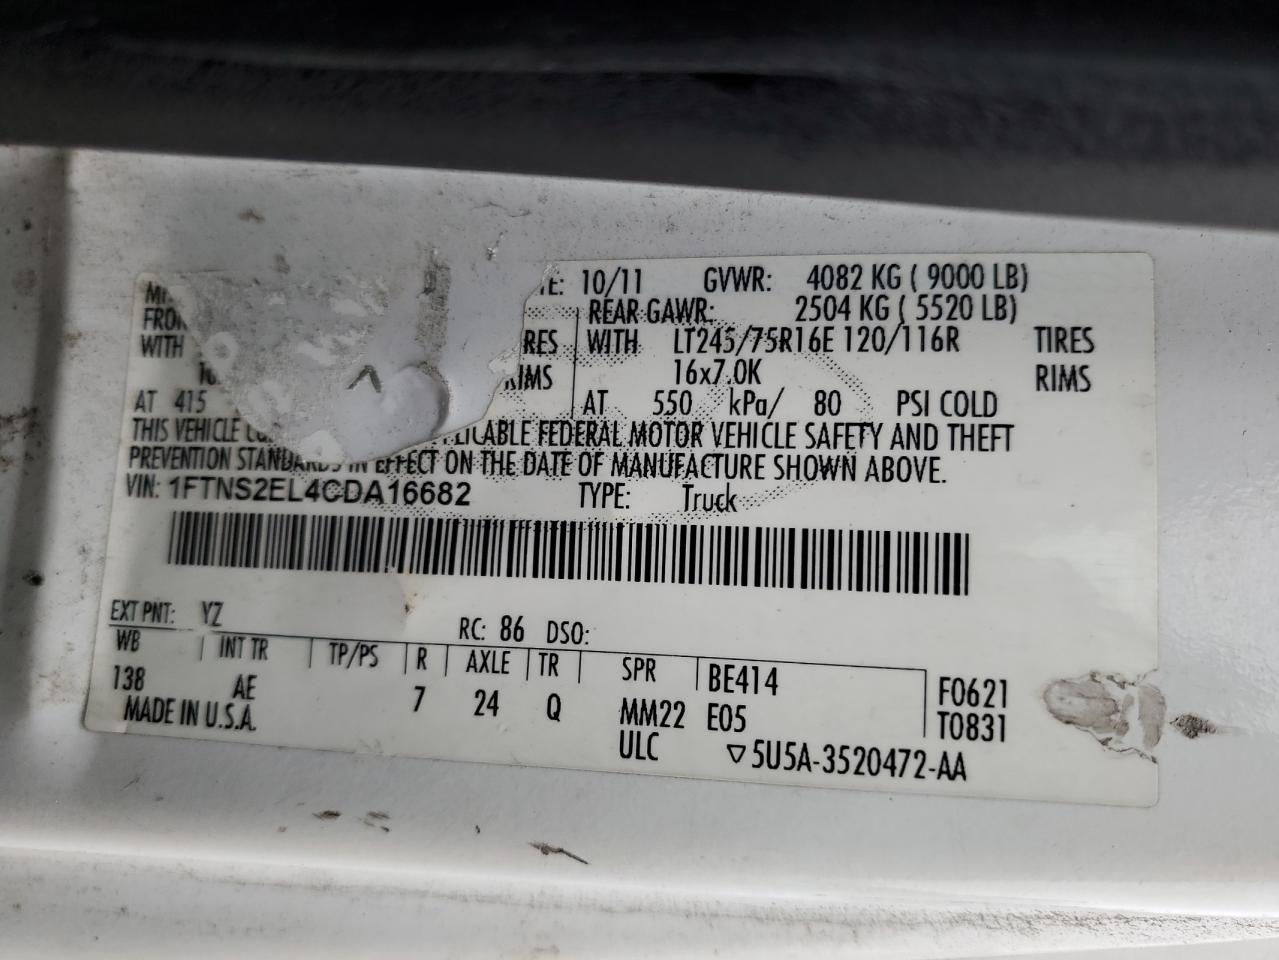 10/11 GVWR: 4082 KG ( 9000 LB)
REAR GAWR: 2504 KG ( 5520 LB)
WITH WITH LT245/75R16E 120/116R TIRES
16x7.0K RIMS
AT 415 AT 550 kPa/ 80 PSI COLD
THIS VEHICLE FEDERAL MOTOR VEHICLE SAFETY AND THEFT
PREVENTION STANDARDS IN EFFECT ON THE DATE OF MANUFACTURE SHOWN ABOVE.
VIN: 1FTNS2EL4CDA16682 TYPE: Truck
EXT PNT: YZ RC: 86 DSO:
WB INT TR TP/PS R AXLE TR SPR BE414 F0621
138 AE 7 24 Q MM22 E05 T0831
MADE IN U.S.A. ULC ▽5U5A-3520472-AA